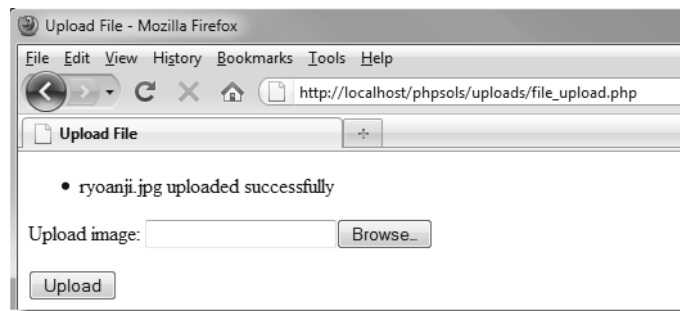 Upload File - Mozilla Firefox
File Edit View History Bookmarks Tools Help
http://localhost/phpsols/uploads/file_upload.php
Upload File
• ryoanji.jpg uploaded successfully
Upload image: Browse...
Upload